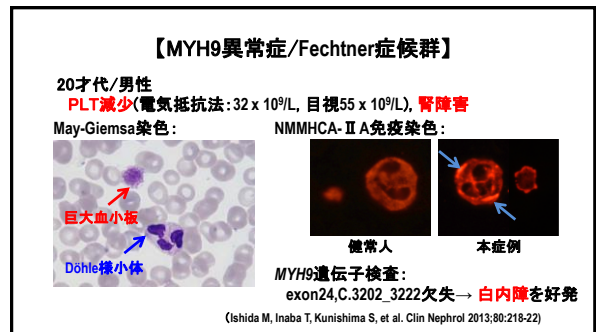 【MYH9異常症/Fechtner症候群】
20才代/男性
PLT減少(電気抵抗法:32 x 10⁹/L, 目視55 x 10⁹/L), 腎障害
May-Giemsa染色:
NMMHCA-ⅡA免疫染色:
巨大血小板
Döhle様小体
健常人
本症例
MYH9遺伝子検査:
exon24,C.3202_3222欠失→ 白内障を好発
(Ishida M, Inaba T, Kunishima S, et al. Clin Nephrol 2013;80:218-22)